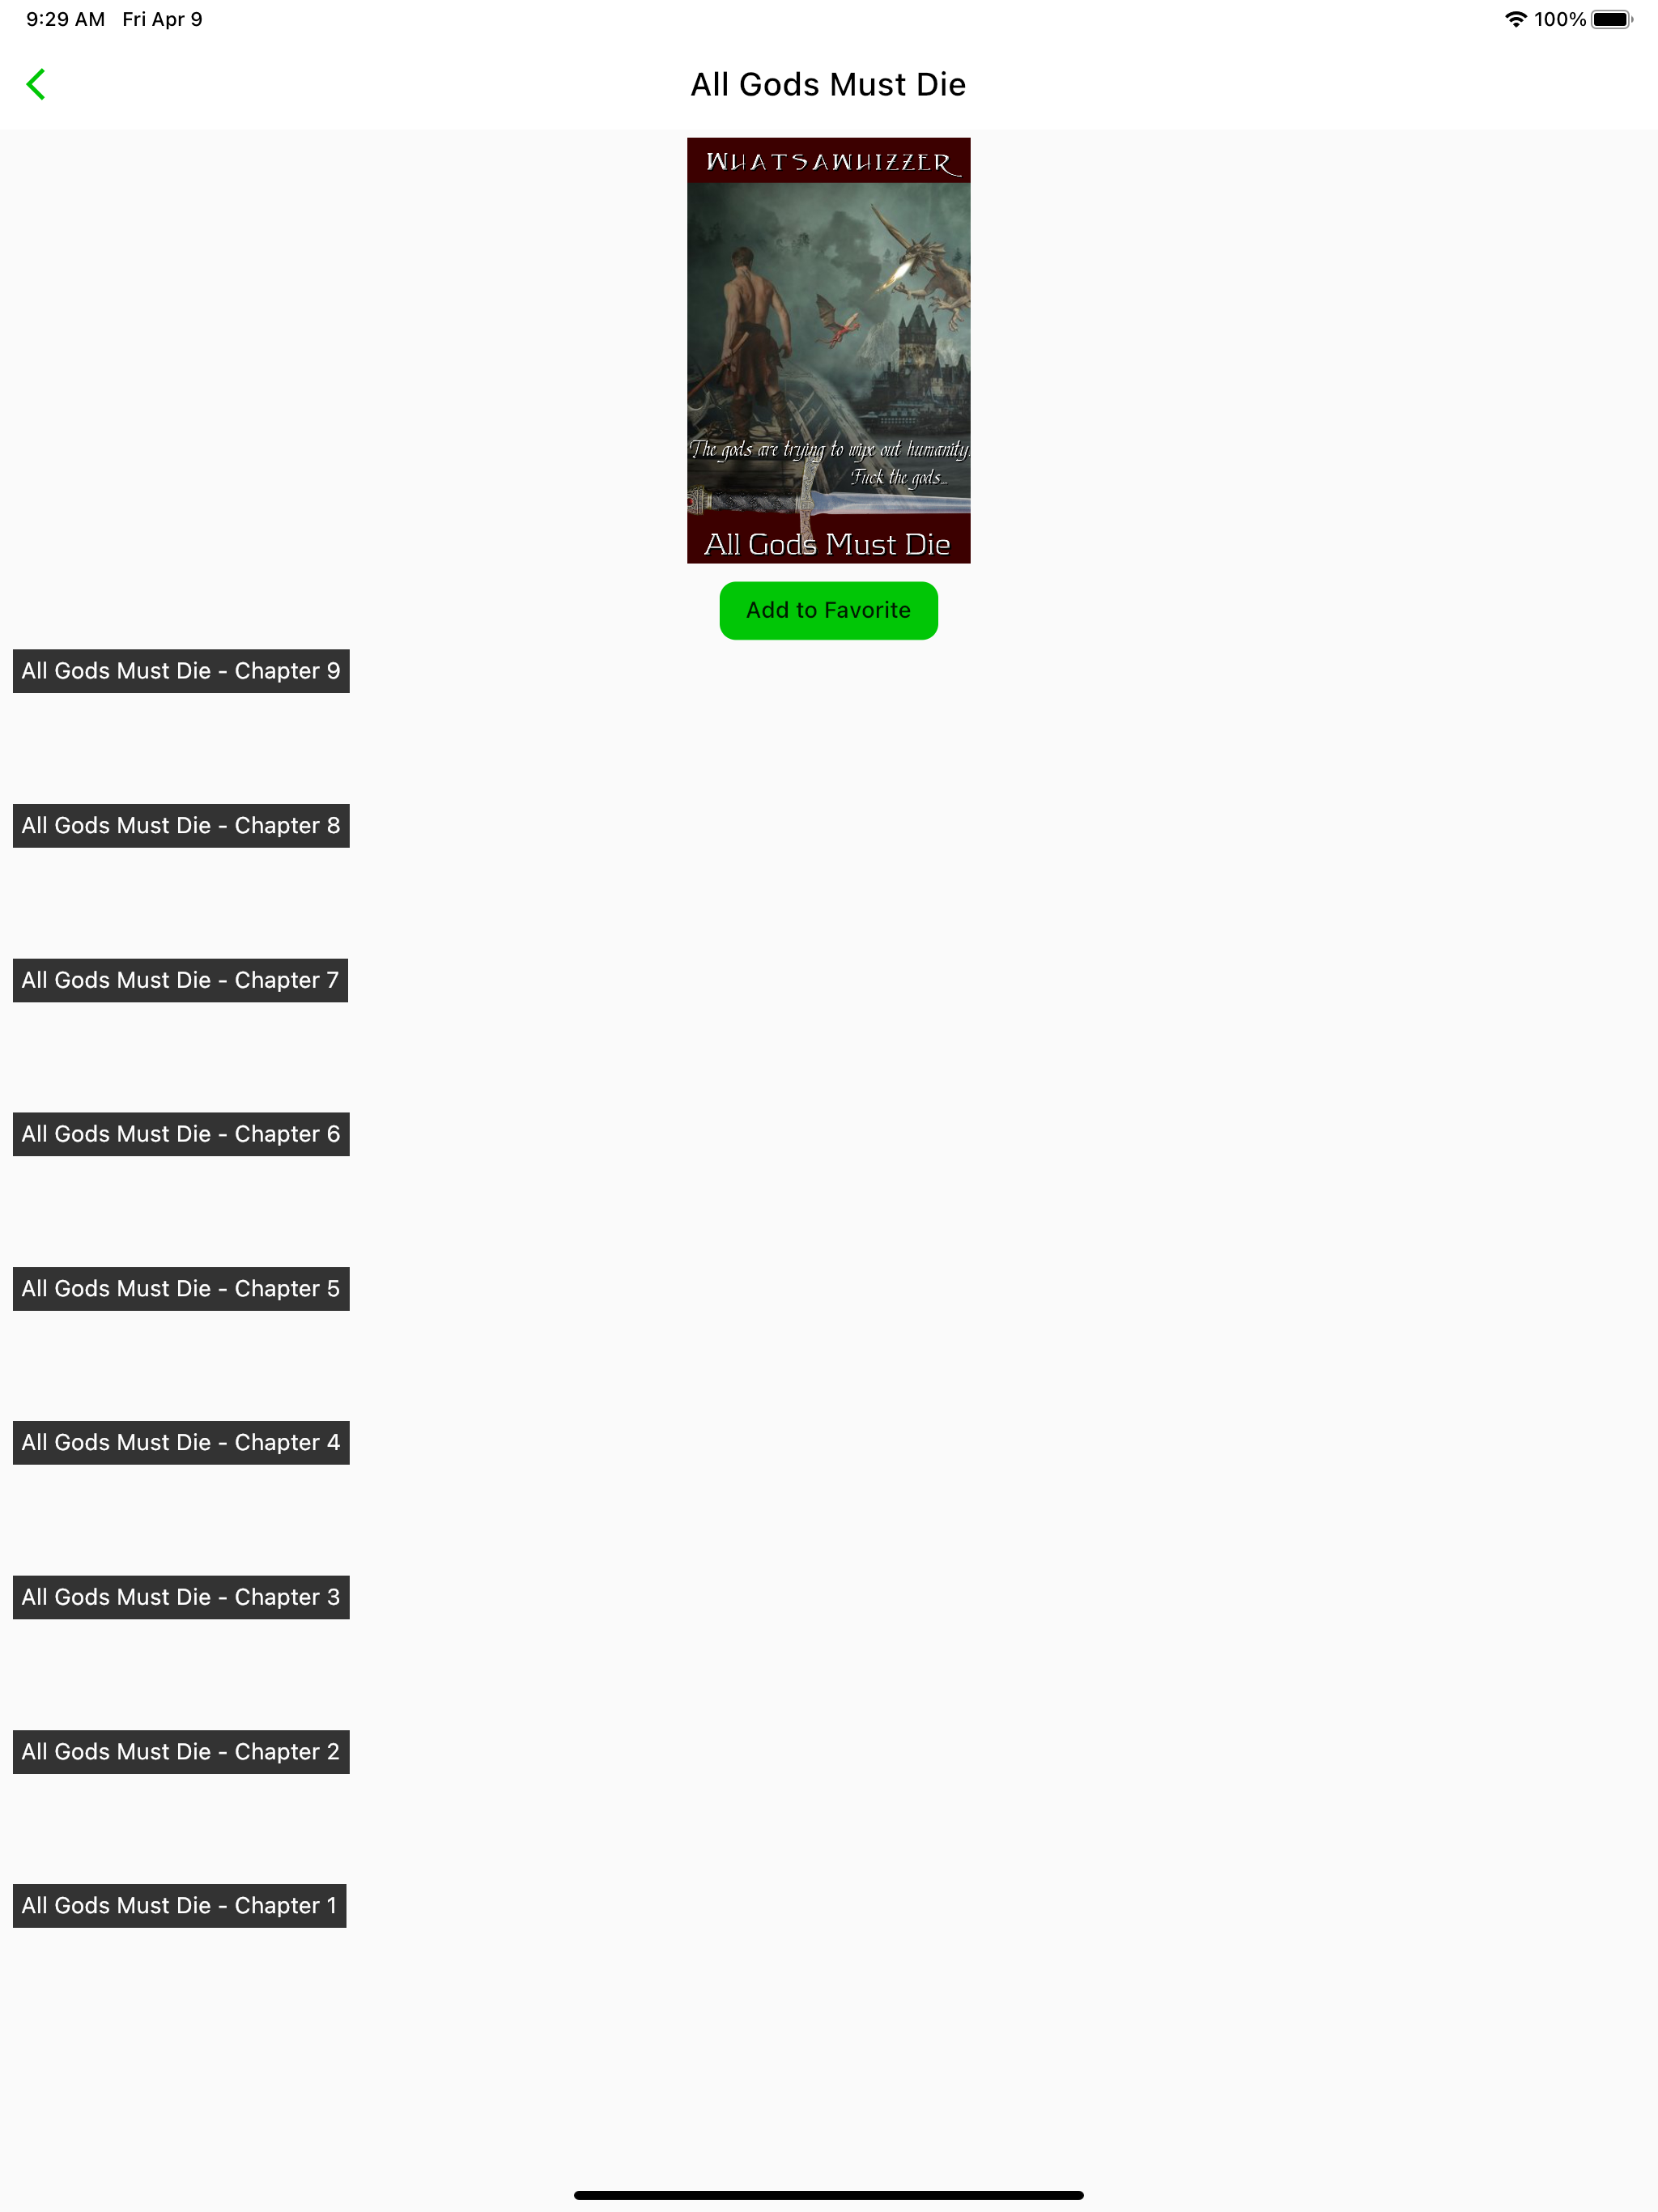 9:29 AM Fri Apr 9 100%
All Gods Must Die
WHATSAWHIZZER
The gods are trying to wipe out humanity.
Fuck the gods...
All Gods Must Die
Add to Favorite
All Gods Must Die - Chapter 9
All Gods Must Die - Chapter 8
All Gods Must Die - Chapter 7
All Gods Must Die - Chapter 6
All Gods Must Die - Chapter 5
All Gods Must Die - Chapter 4
All Gods Must Die - Chapter 3
All Gods Must Die - Chapter 2
All Gods Must Die - Chapter 1